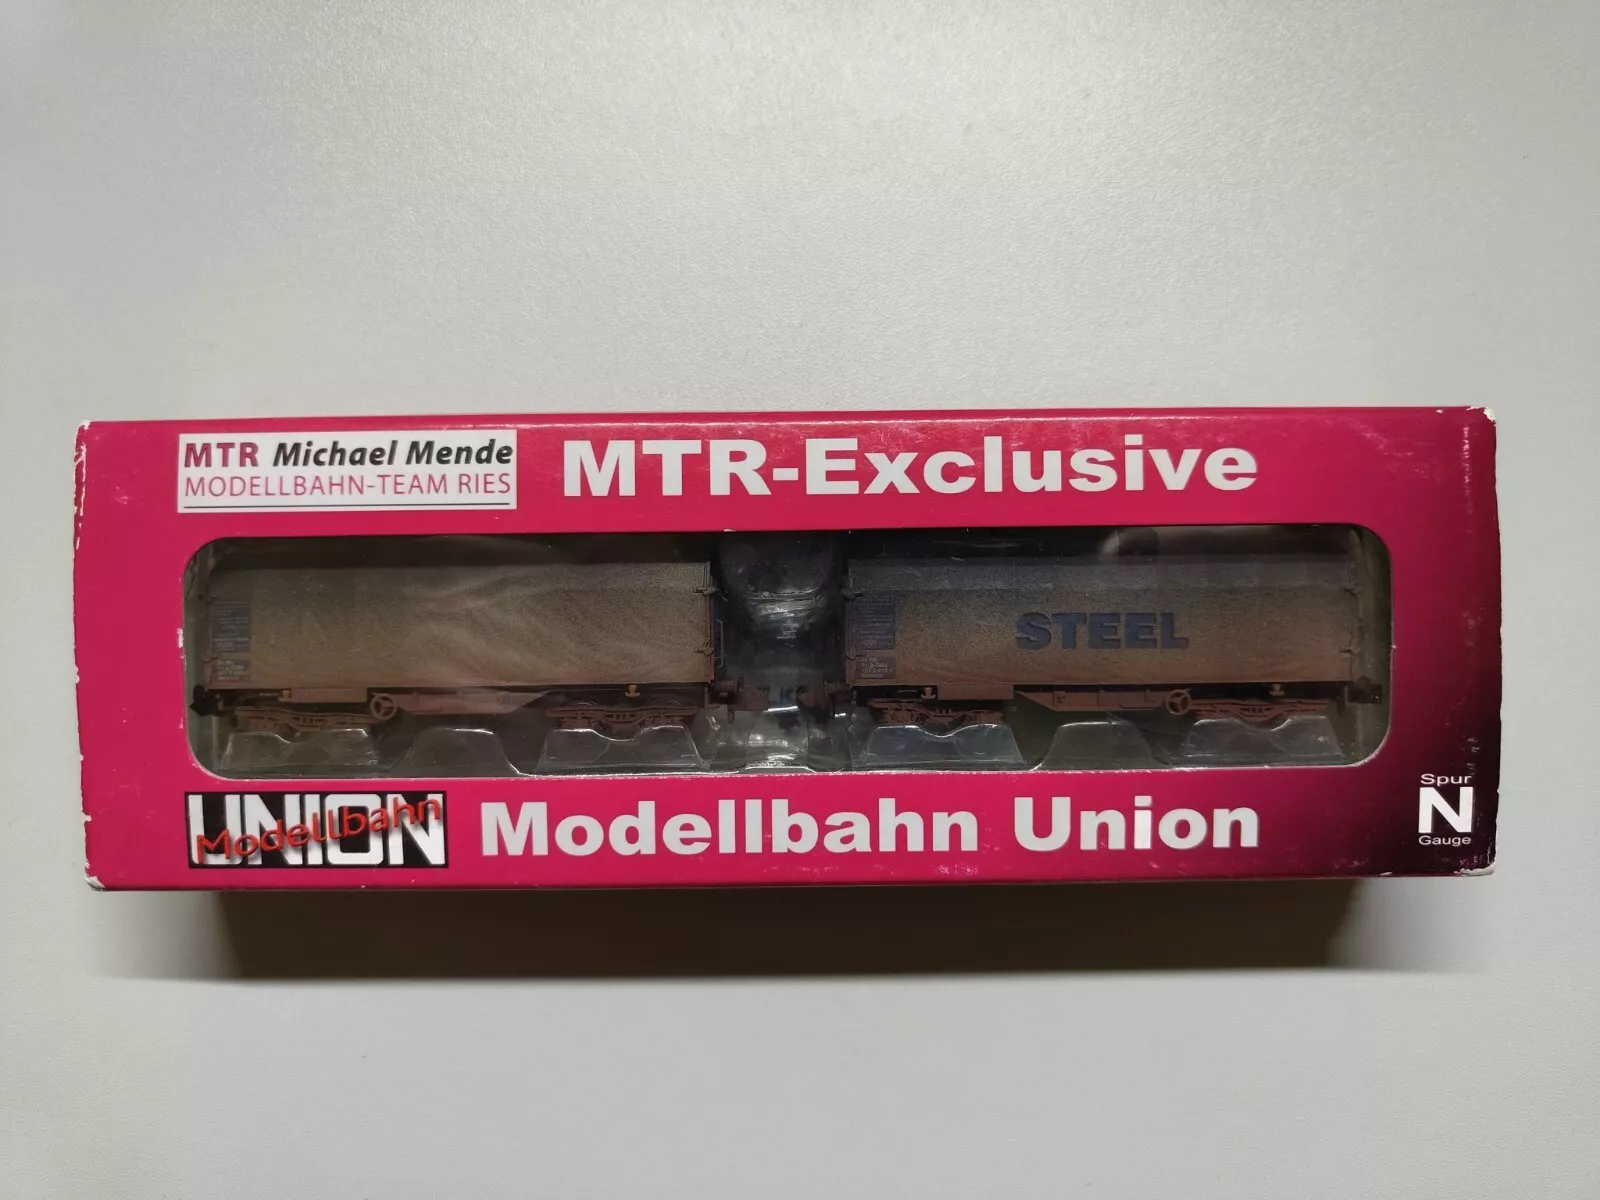 MTR Michael Mende
MODELLBAHN-TEAM RIES
MTR-Exclusive
STEEL
UNION
Modellbahn
Modellbahn Union
Spur
N
Gauge